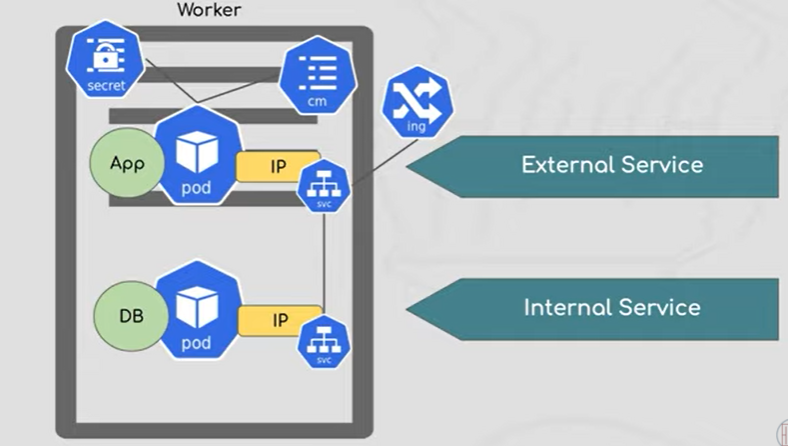 Worker
secret
cm
ing
App
pod
IP
svc
External Service
DB
pod
IP
svc
Internal Service